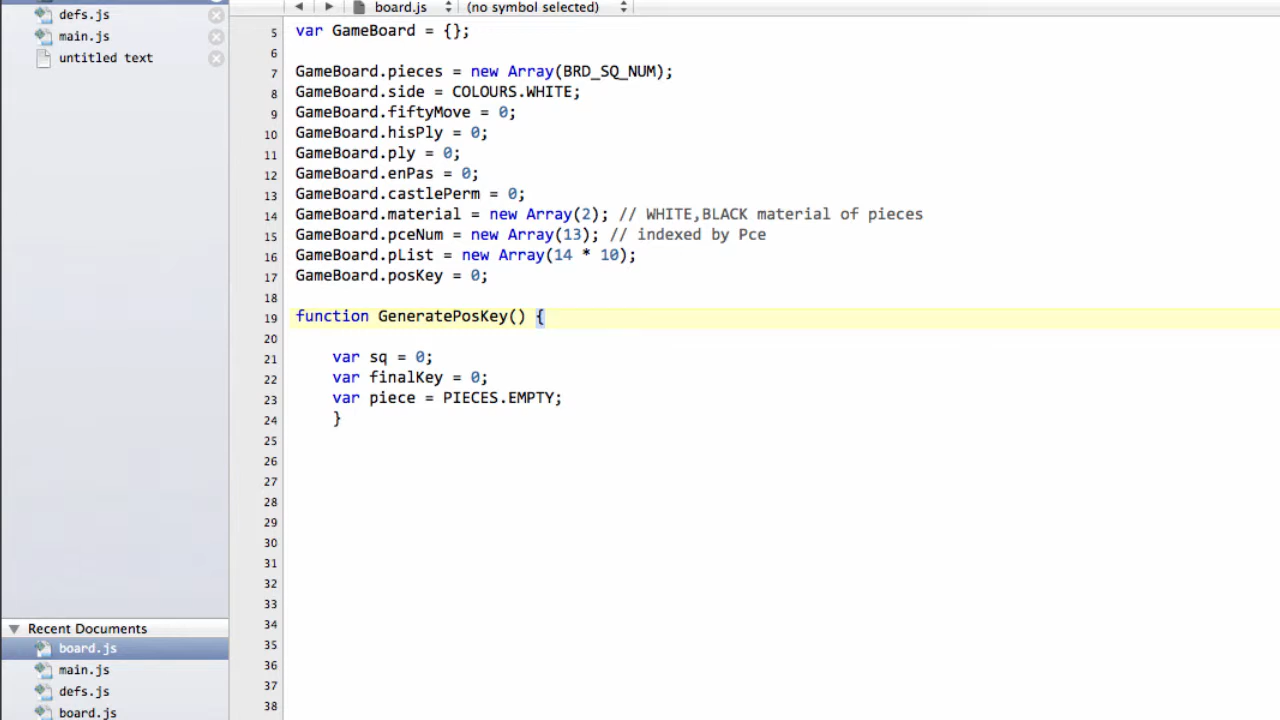 defs.js
main.js
untitled text
Recent Documents
board.js
main.js
defs.js
board.js
board.js (no symbol selected)
5 var GameBoard = {};
6
7 GameBoard.pieces = new Array(BRD_SQ_NUM);
8 GameBoard.side = COLOURS.WHITE;
9 GameBoard.fiftyMove = 0;
10 GameBoard.hisPly = 0;
11 GameBoard.ply = 0;
12 GameBoard.enPas = 0;
13 GameBoard.castlePerm = 0;
14 GameBoard.material = new Array(2); // WHITE,BLACK material of pieces
15 GameBoard.pceNum = new Array(13); // indexed by Pce
16 GameBoard.pList = new Array(14 * 10);
17 GameBoard.posKey = 0;
18
19 function GeneratePosKey() {
20
21 var sq = 0;
22 var finalKey = 0;
23 var piece = PIECES.EMPTY;
24 }
25
26
27
28
29
30
31
32
33
34
35
36
37
38